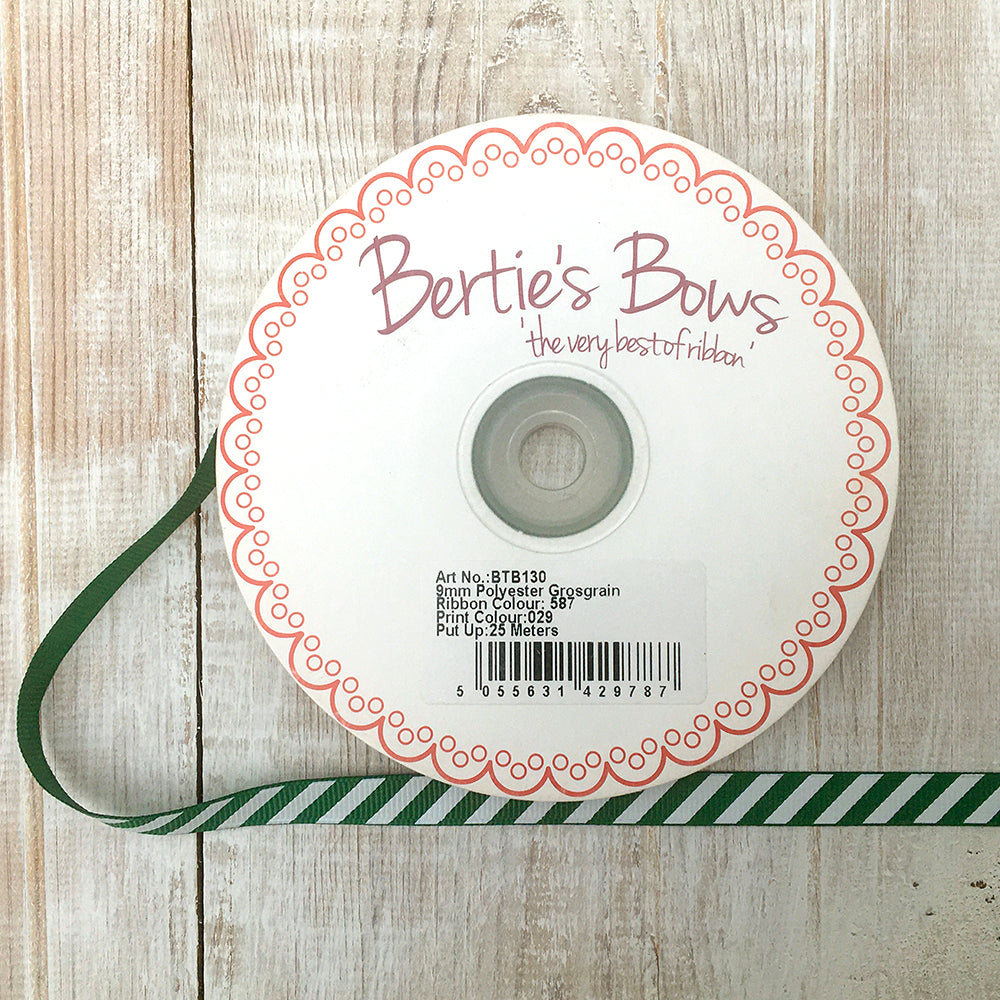 Bertie's Bows
'the very best of ribbon'
Art No.:BTB130
9mm Polyester Grosgrain
Ribbon Colour: 587
Print Colour:029
Put Up:25 Meters
5 055631 429787